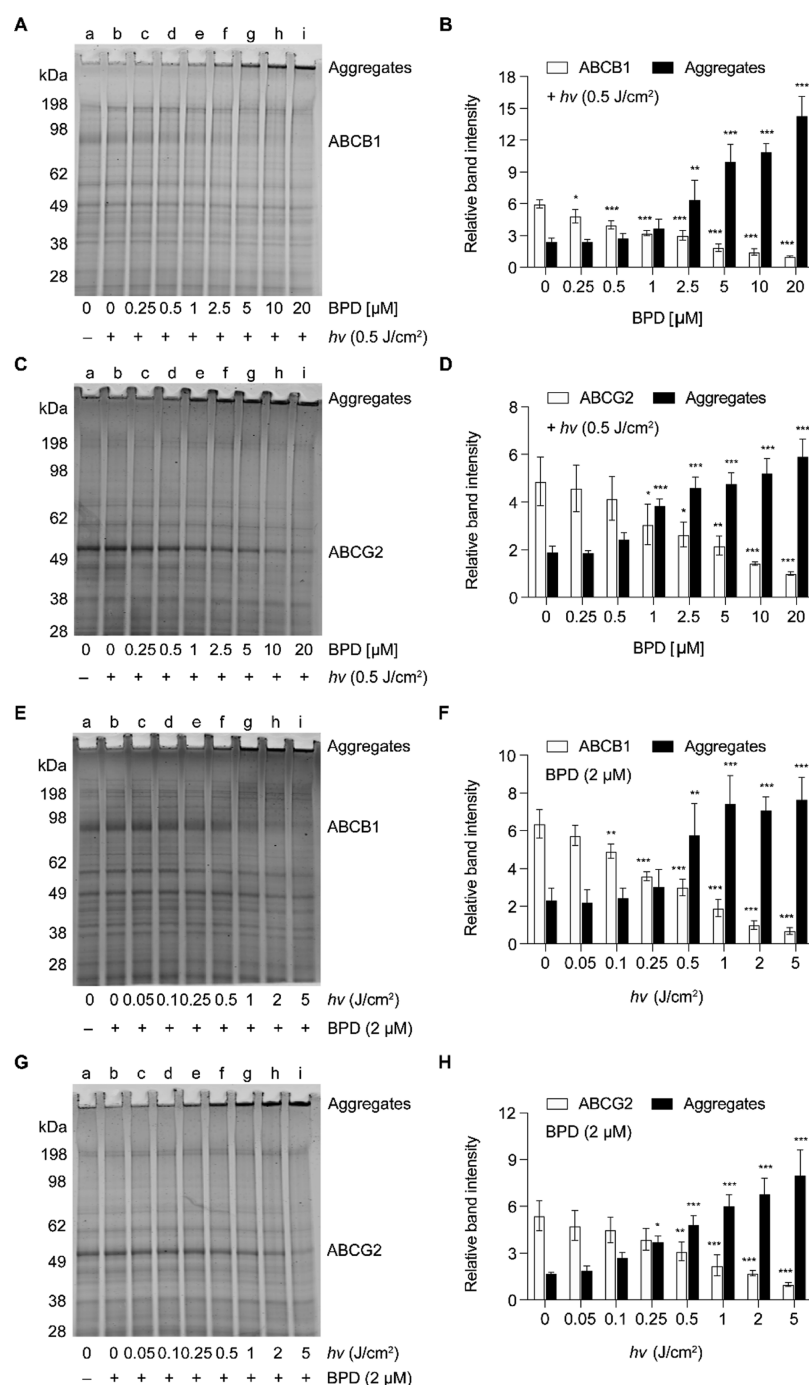 A
a b c d e f g h i
kDa
Aggregates
198
98
ABCB1
62
49
38
28
0 0 0.25 0.5 1 2.5 5 10 20 BPD [µM]
– + + + + + + + + hv (0.5 J/cm²)
B
ABCB1 Aggregates
+ hv (0.5 J/cm²)
Relative band intensity
18
15
12
9
6
3
0
* *** *** *** ** *** *** *** *** *** ***
0 0.25 0.5 1 2.5 5 10 20
BPD [µM]
C
a b c d e f g h i
kDa
Aggregates
198
98
62
49
ABCG2
38
28
0 0 0.25 0.5 1 2.5 5 10 20 BPD [µM]
– + + + + + + + + hv (0.5 J/cm²)
D
ABCG2 Aggregates
+ hv (0.5 J/cm²)
Relative band intensity
8
6
4
2
0
* *** * *** ** *** *** *** *** ***
0 0.25 0.5 1 2.5 5 10 20
BPD [µM]
E
a b c d e f g h i
kDa
Aggregates
198
98
ABCB1
62
49
38
28
0 0 0.05 0.10 0.25 0.5 1 2 5 hv (J/cm²)
– + + + + + + + + BPD (2 µM)
F
ABCB1 Aggregates
BPD (2 µM)
Relative band intensity
10
8
6
4
2
0
** *** *** ** *** *** *** *** *** ***
0 0.05 0.1 0.25 0.5 1 2 5
hv (J/cm²)
G
a b c d e f g h i
kDa
Aggregates
198
98
62
49
ABCG2
38
28
0 0 0.05 0.10 0.25 0.5 1 2 5 hv (J/cm²)
– + + + + + + + + BPD (2 µM)
H
ABCG2 Aggregates
BPD (2 µM)
Relative band intensity
12
9
6
3
0
* ** *** *** *** *** *** *** ***
0 0.05 0.1 0.25 0.5 1 2 5
hv (J/cm²)